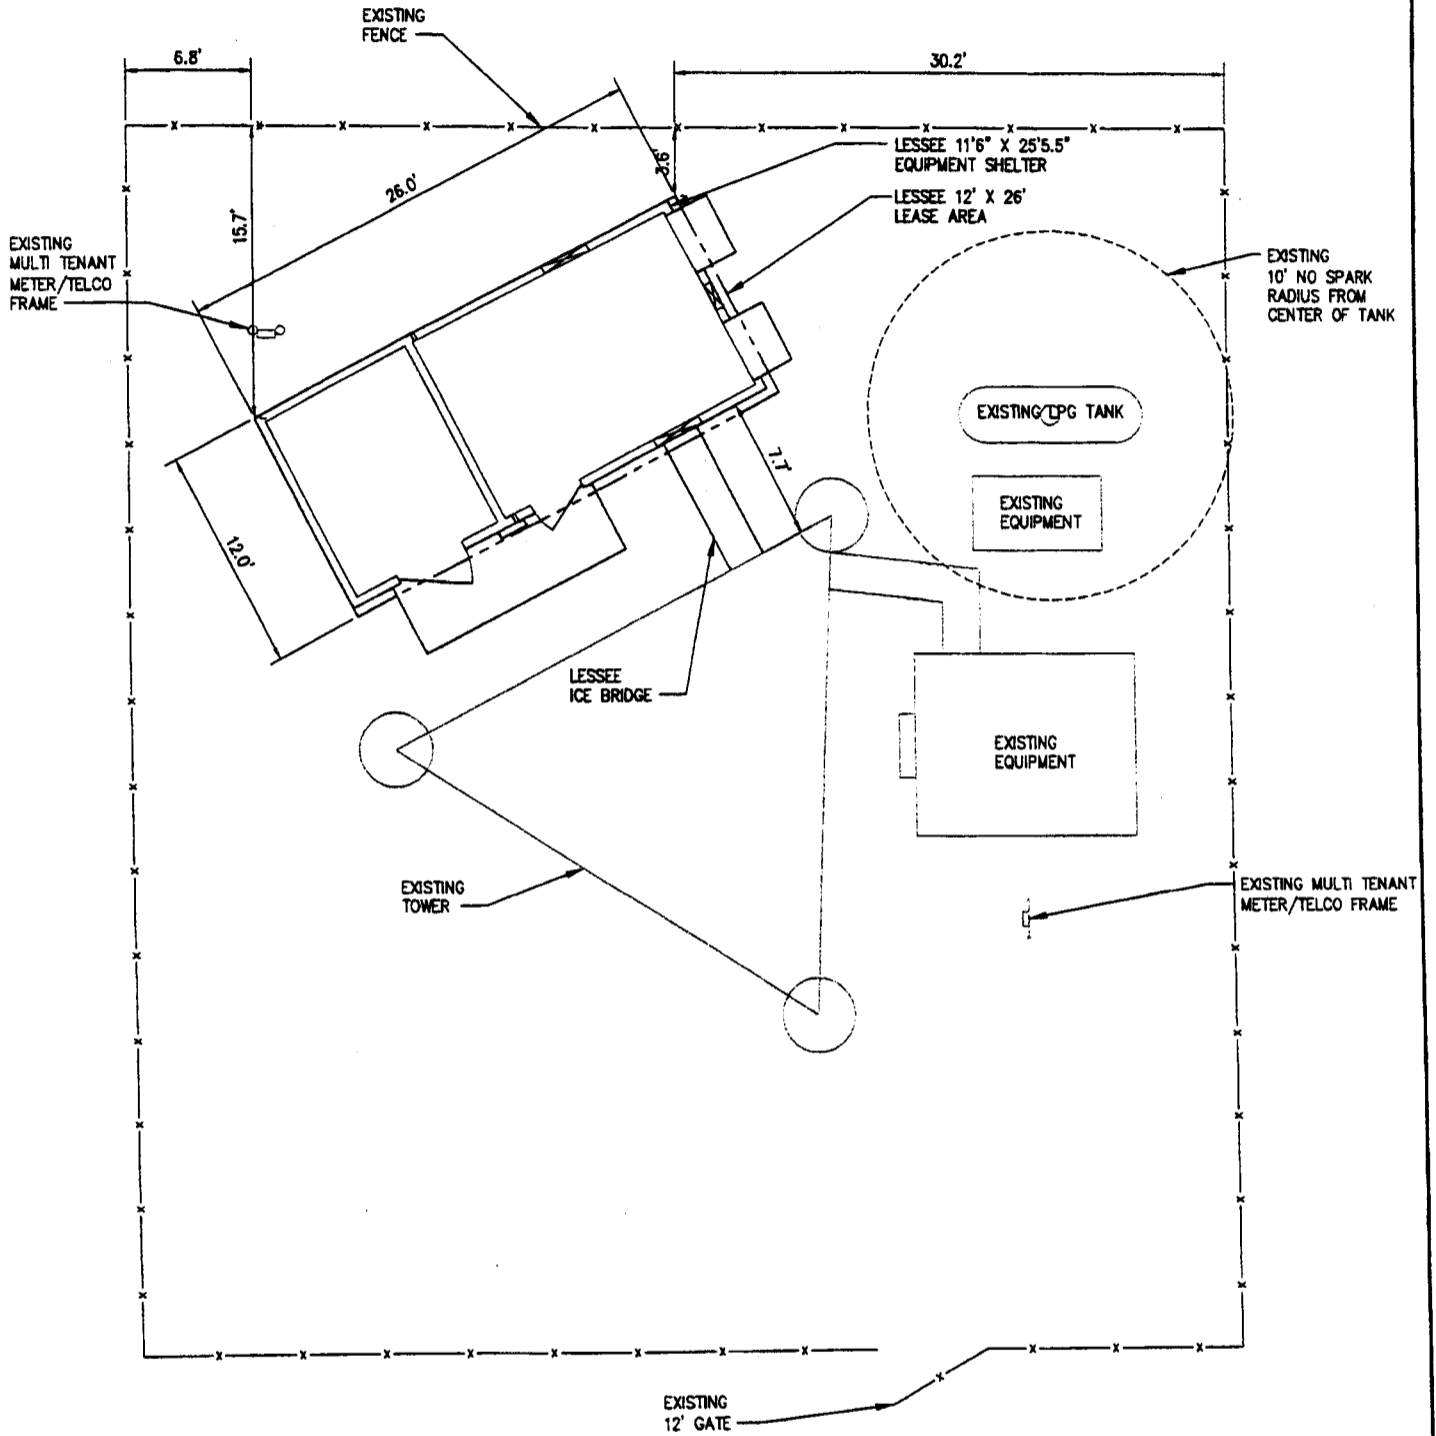 EXISTING
FENCE
6.8'
30.2'
LESSEE 11'6" X 25'5.5"
EQUIPMENT SHELTER
3.6'
26.0'
LESSEE 12' X 26'
LEASE AREA
15.7'
EXISTING
MULTI TENANT
METER/TELCO
FRAME
EXISTING
10' NO SPARK
RADIUS FROM
CENTER OF TANK
EXISTING LPG TANK
7.7'
EXISTING
EQUIPMENT
12.0'
LESSEE
ICE BRIDGE
EXISTING
EQUIPMENT
EXISTING
TOWER
EXISTING MULTI TENANT
METER/TELCO FRAME
EXISTING
12' GATE